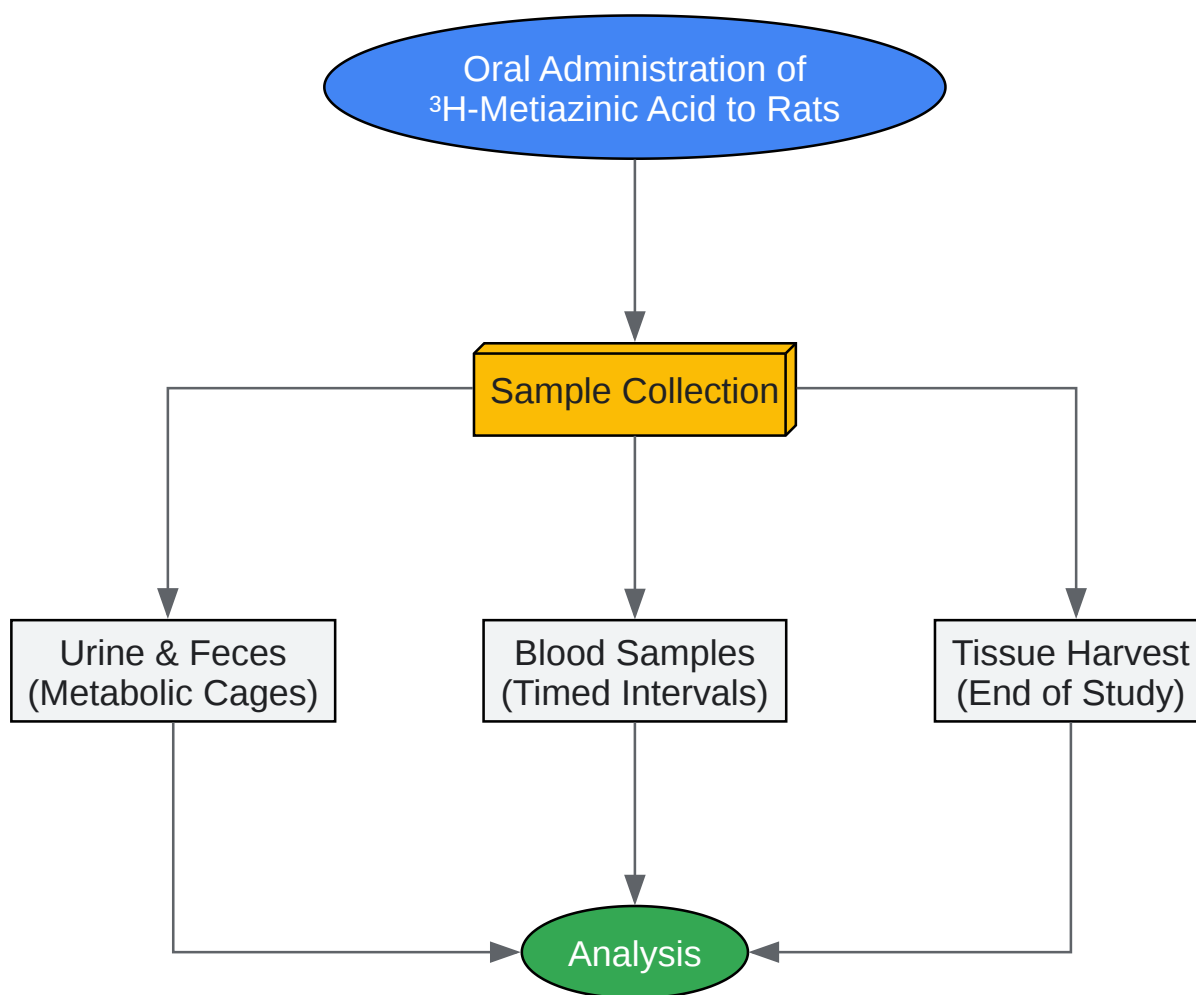 Oral Administration of
³H-Metiazinic Acid to Rats
Sample Collection
Urine & Feces
(Metabolic Cages)
Blood Samples
(Timed Intervals)
Tissue Harvest
(End of Study)
Analysis